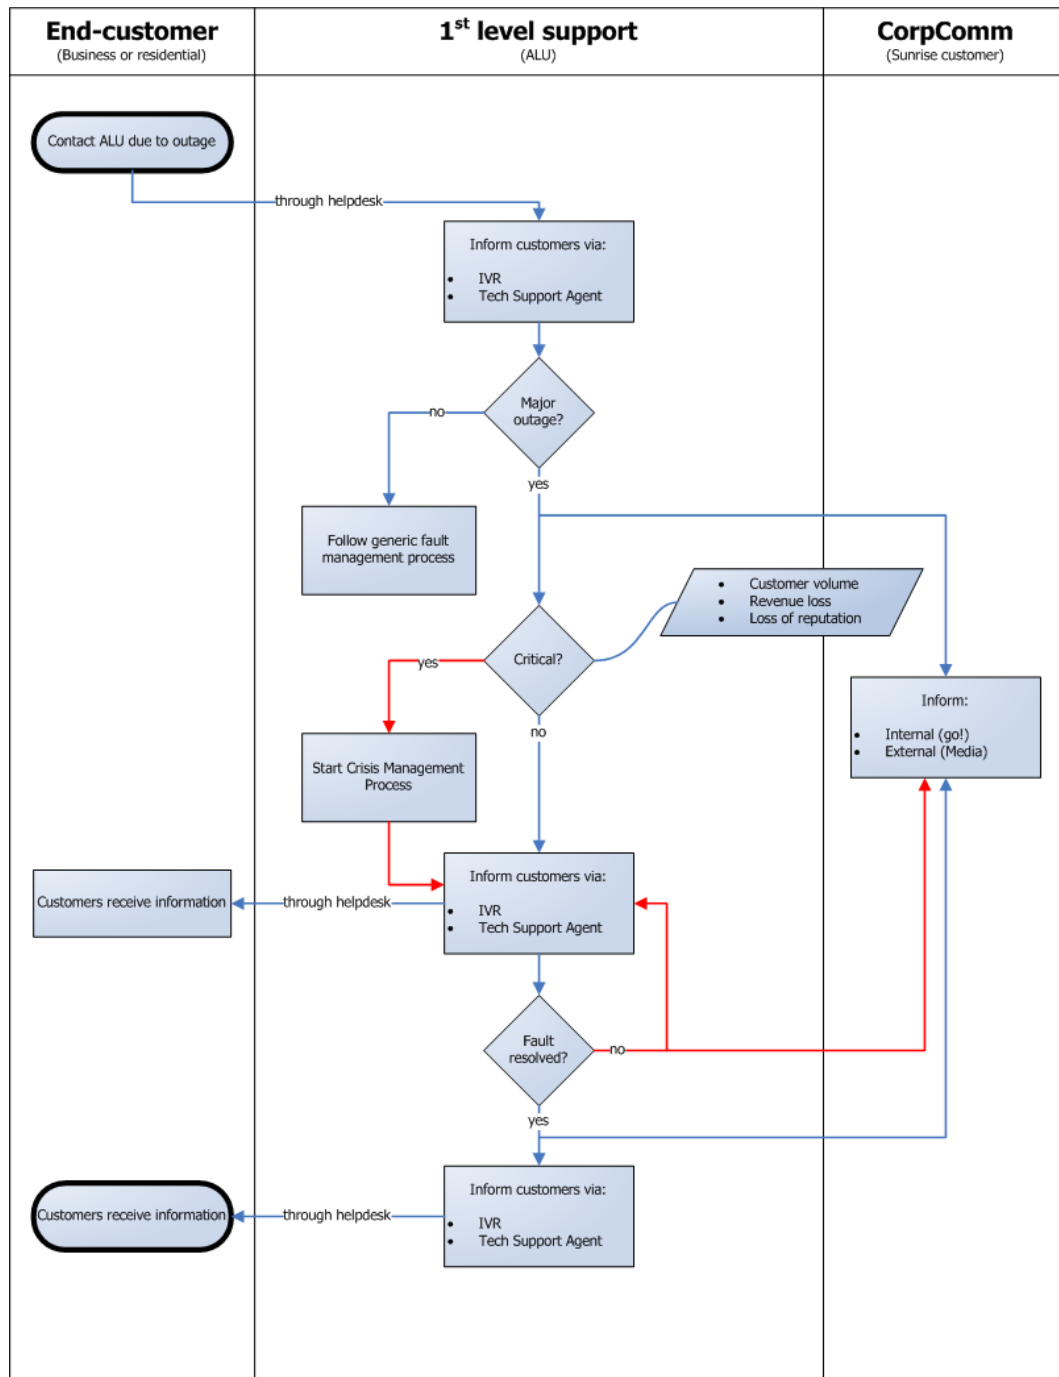 End-customer
(Business or residential)
1st level support
(ALU)
CorpComm
(Sunrise customer)
Contact ALU due to outage
through helpdesk
Inform customers via:
• IVR
• Tech Support Agent
Major
outage?
no
yes
Follow generic fault
management process
• Customer volume
• Revenue loss
• Loss of reputation
Critical?
yes
no
Inform:
• Internal (go!)
• External (Media)
Start Crisis Management
Process
Inform customers via:
• IVR
• Tech Support Agent
through helpdesk
Customers receive information
Fault
resolved?
no
yes
Inform customers via:
• IVR
• Tech Support Agent
through helpdesk
Customers receive information